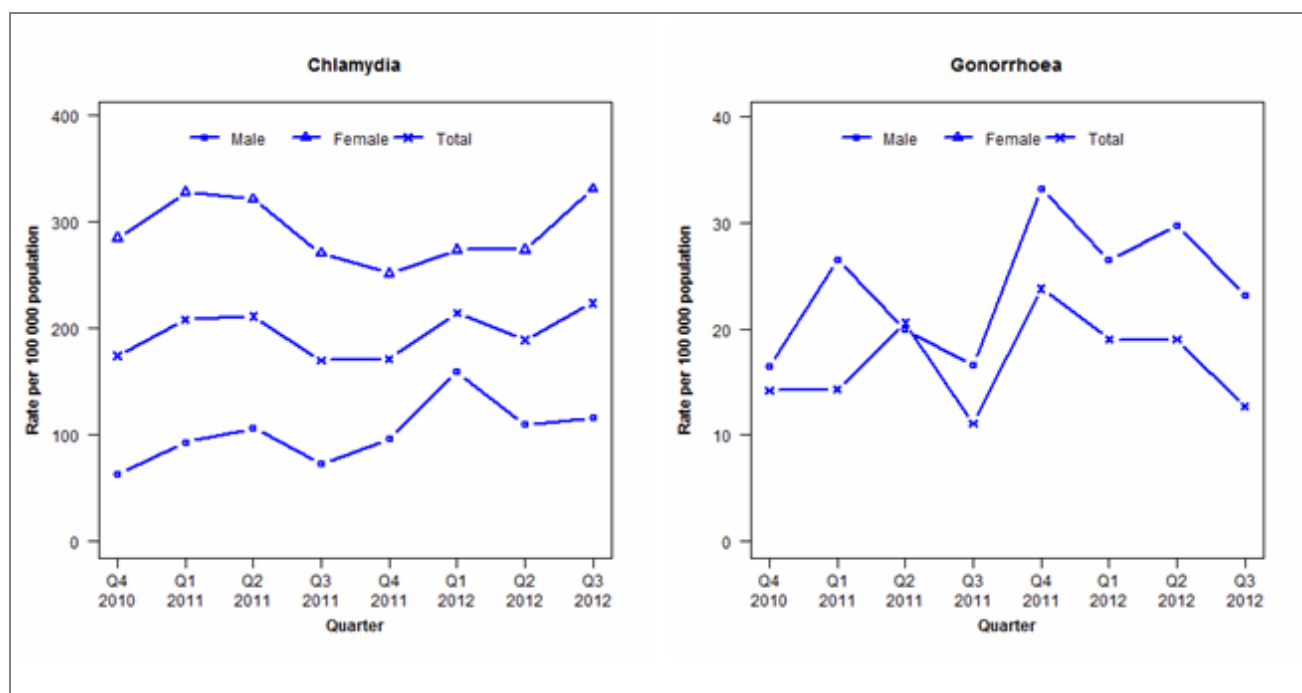 Chlamydia
400
300
200
100
0
Rate per 100 000 population
Male Female Total
Q4 Q1 Q2 Q3 Q4 Q1 Q2 Q3
2010 2011 2011 2011 2011 2012 2012 2012
Quarter
Gonorrhoea
40
30
20
10
0
Rate per 100 000 population
Male Female Total
Q4 Q1 Q2 Q3 Q4 Q1 Q2 Q3
2010 2011 2011 2011 2011 2012 2012 2012
Quarter